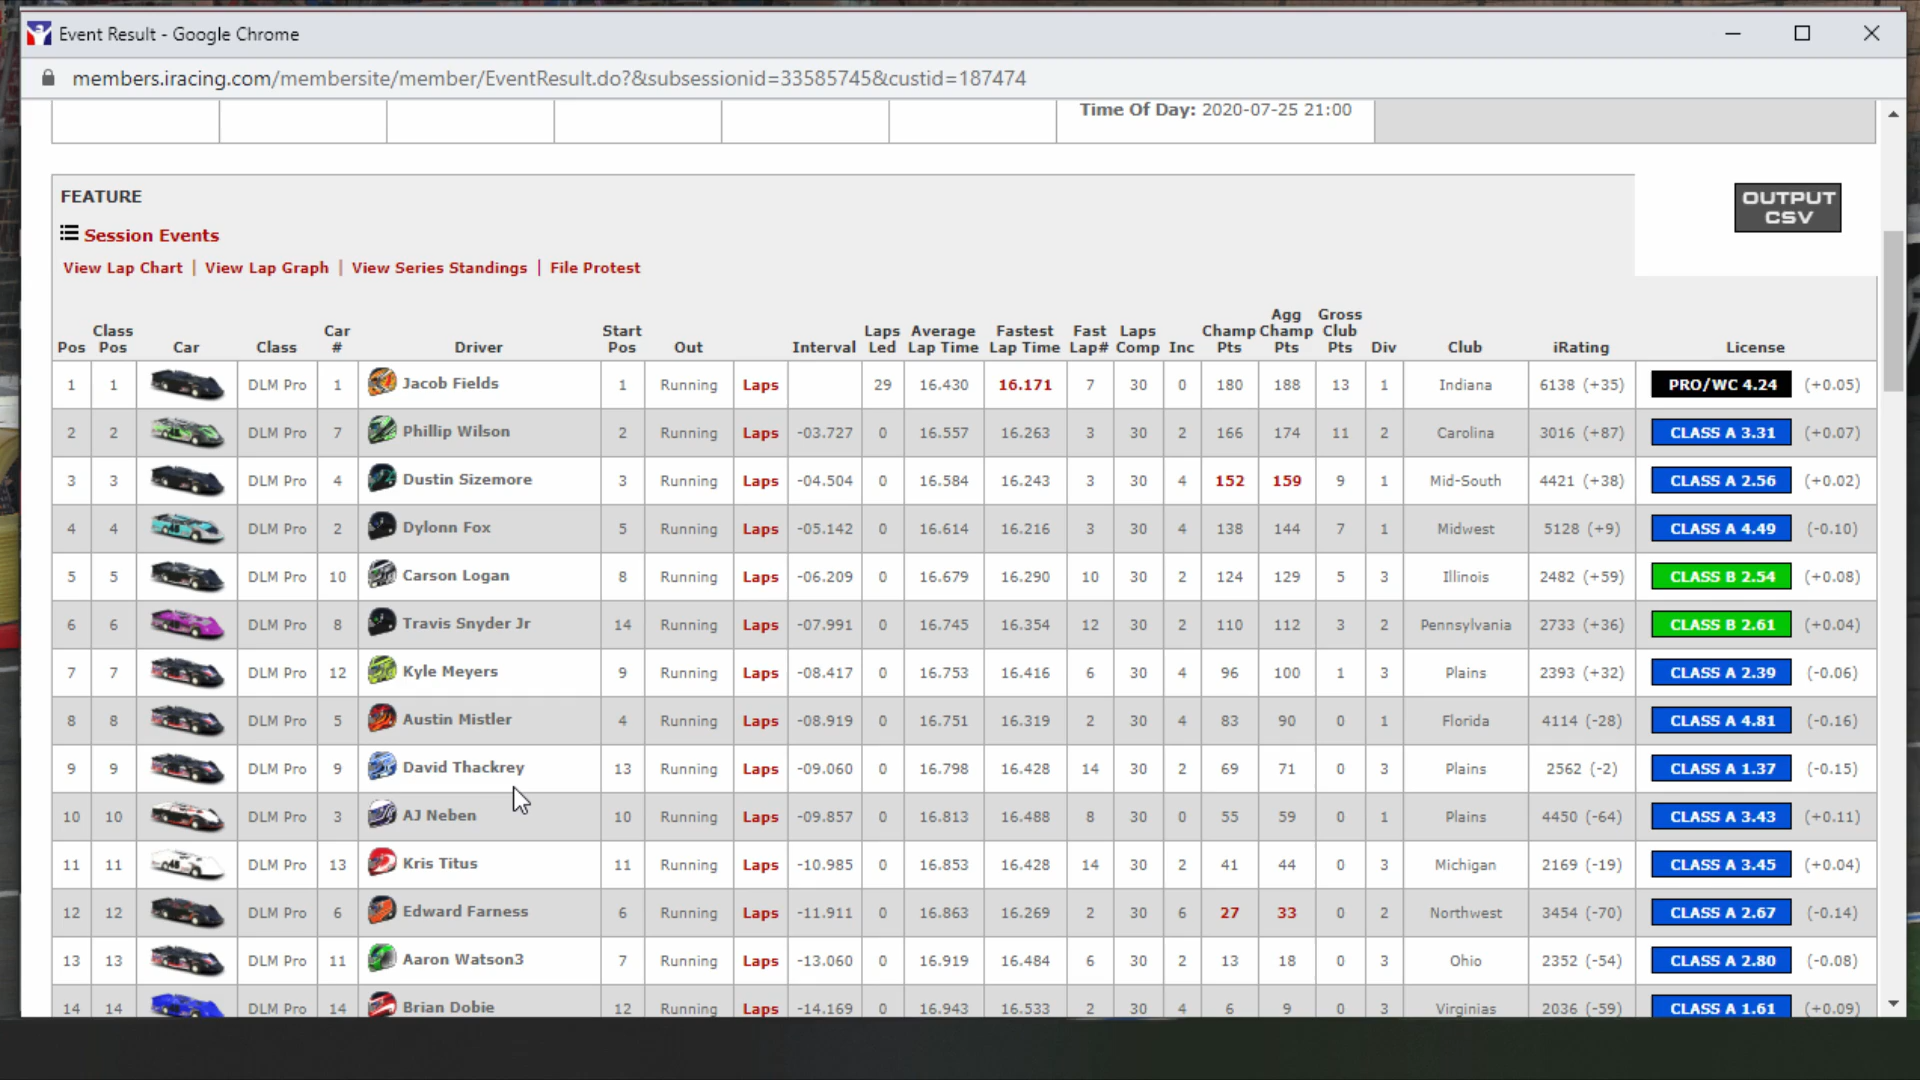 Event Result - Google Chrome
members.iracing.com/membersite/member/EventResult.do?&subsessionid=33585745&custid=187474
Time Of Day: 2020-07-25 21:00
FEATURE
OUTPUT CSV
Session Events
View Lap Chart | View Lap Graph | View Series Standings | File Protest
Pos Class Pos Car Class Car # Driver Start Pos Out Interval Laps Led Average Lap Time Fastest Lap Time Fast Lap# Laps Comp Inc Champ Pts Agg Champ Pts Gross Club Pts Div Club iRating License
1 1 DLM Pro 1 Jacob Fields 1 Running Laps 29 16.430 16.171 7 30 0 180 188 13 1 Indiana 6138 (+35) PRO/WC 4.24 (+0.05)
2 2 DLM Pro 7 Phillip Wilson 2 Running Laps -03.727 0 16.557 16.263 3 30 2 166 174 11 2 Carolina 3016 (+87) CLASS A 3.31 (+0.07)
3 3 DLM Pro 4 Dustin Sizemore 3 Running Laps -04.504 0 16.584 16.243 3 30 4 152 159 9 1 Mid-South 4421 (+38) CLASS A 2.56 (+0.02)
4 4 DLM Pro 2 Dylonn Fox 5 Running Laps -05.142 0 16.614 16.216 3 30 4 138 144 7 1 Midwest 5128 (+9) CLASS A 4.49 (-0.10)
5 5 DLM Pro 10 Carson Logan 8 Running Laps -06.209 0 16.679 16.290 10 30 2 124 129 5 3 Illinois 2482 (+59) CLASS B 2.54 (+0.08)
6 6 DLM Pro 8 Travis Snyder Jr 14 Running Laps -07.991 0 16.745 16.354 12 30 2 110 112 3 2 Pennsylvania 2733 (+36) CLASS B 2.61 (+0.04)
7 7 DLM Pro 12 Kyle Meyers 9 Running Laps -08.417 0 16.753 16.416 6 30 4 96 100 1 3 Plains 2393 (+32) CLASS A 2.39 (-0.06)
8 8 DLM Pro 5 Austin Mistler 4 Running Laps -08.919 0 16.751 16.319 2 30 4 83 90 0 1 Florida 4114 (-28) CLASS A 4.81 (-0.16)
9 9 DLM Pro 9 David Thackrey 13 Running Laps -09.060 0 16.798 16.428 14 30 2 69 71 0 3 Plains 2562 (-2) CLASS A 1.37 (-0.15)
10 10 DLM Pro 3 AJ Neben 10 Running Laps -09.857 0 16.813 16.488 8 30 0 55 59 0 1 Plains 4450 (-64) CLASS A 3.43 (+0.11)
11 11 DLM Pro 13 Kris Titus 11 Running Laps -10.985 0 16.853 16.428 14 30 2 41 44 0 3 Michigan 2169 (-19) CLASS A 3.45 (+0.04)
12 12 DLM Pro 6 Edward Farness 6 Running Laps -11.911 0 16.863 16.269 2 30 6 27 33 0 2 Northwest 3454 (-70) CLASS A 2.67 (-0.14)
13 13 DLM Pro 11 Aaron Watson3 7 Running Laps -13.060 0 16.919 16.484 6 30 2 13 18 0 3 Ohio 2352 (-54) CLASS A 2.80 (-0.08)
14 14 DLM Pro 14 Brian Dobie 12 Running Laps -14.169 0 16.943 16.533 2 30 4 6 9 0 3 Virginias 2036 (-59) CLASS A 1.61 (+0.09)